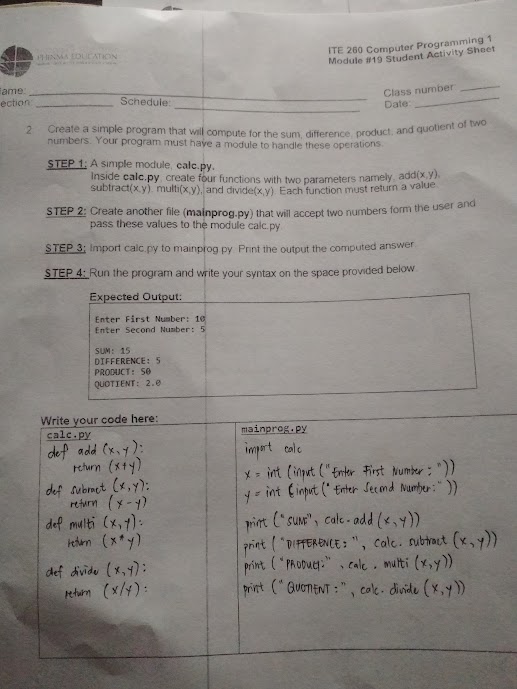 PHINMA EDUCATION
ITE 260 Computer Programming 1
Module #19 Student Activity Sheet
ame:
ection:
Schedule:
Class number:
Date:
2. Create a simple program that will compute for the sum, difference, product, and quotient of two
numbers. Your program must have a module to handle these operations.
STEP 1: A simple module, calc.py.
Inside calc.py, create four functions with two parameters namely, add(x,y),
subtract(x,y), multi(x,y), and divide(x,y). Each function must return a value.
STEP 2: Create another file (mainprog.py) that will accept two numbers form the user and
pass these values to the module calc.py
STEP 3: Import calc.py to mainprog.py. Print the output the computed answer.
STEP 4: Run the program and write your syntax on the space provided below.
Expected Output:
Enter First Number: 10
Enter Second Number: 5
SUM: 15
DIFFERENCE: 5
PRODUCT: 50
QUOTIENT: 2.0
Write your code here:
calc.py
def add (x,y):
return (x+y)
def subract (x,y):
return (x-y)
def multi (x,y):
return (x*y)
def divide (x,y):
return (x/y):
mainprog.py
import calc
x = int (input ("Enter First Number : "))
y = int (input (" Enter Second Number: " ))
print ("SUM", calc.add (x,y))
print ( "DIFFERENCE: ", calc. subtract (x,y))
print ( "PRODUCT:" , calc . multi (x,y))
print (" QUOTIENT : ", calc. divide (x,y))